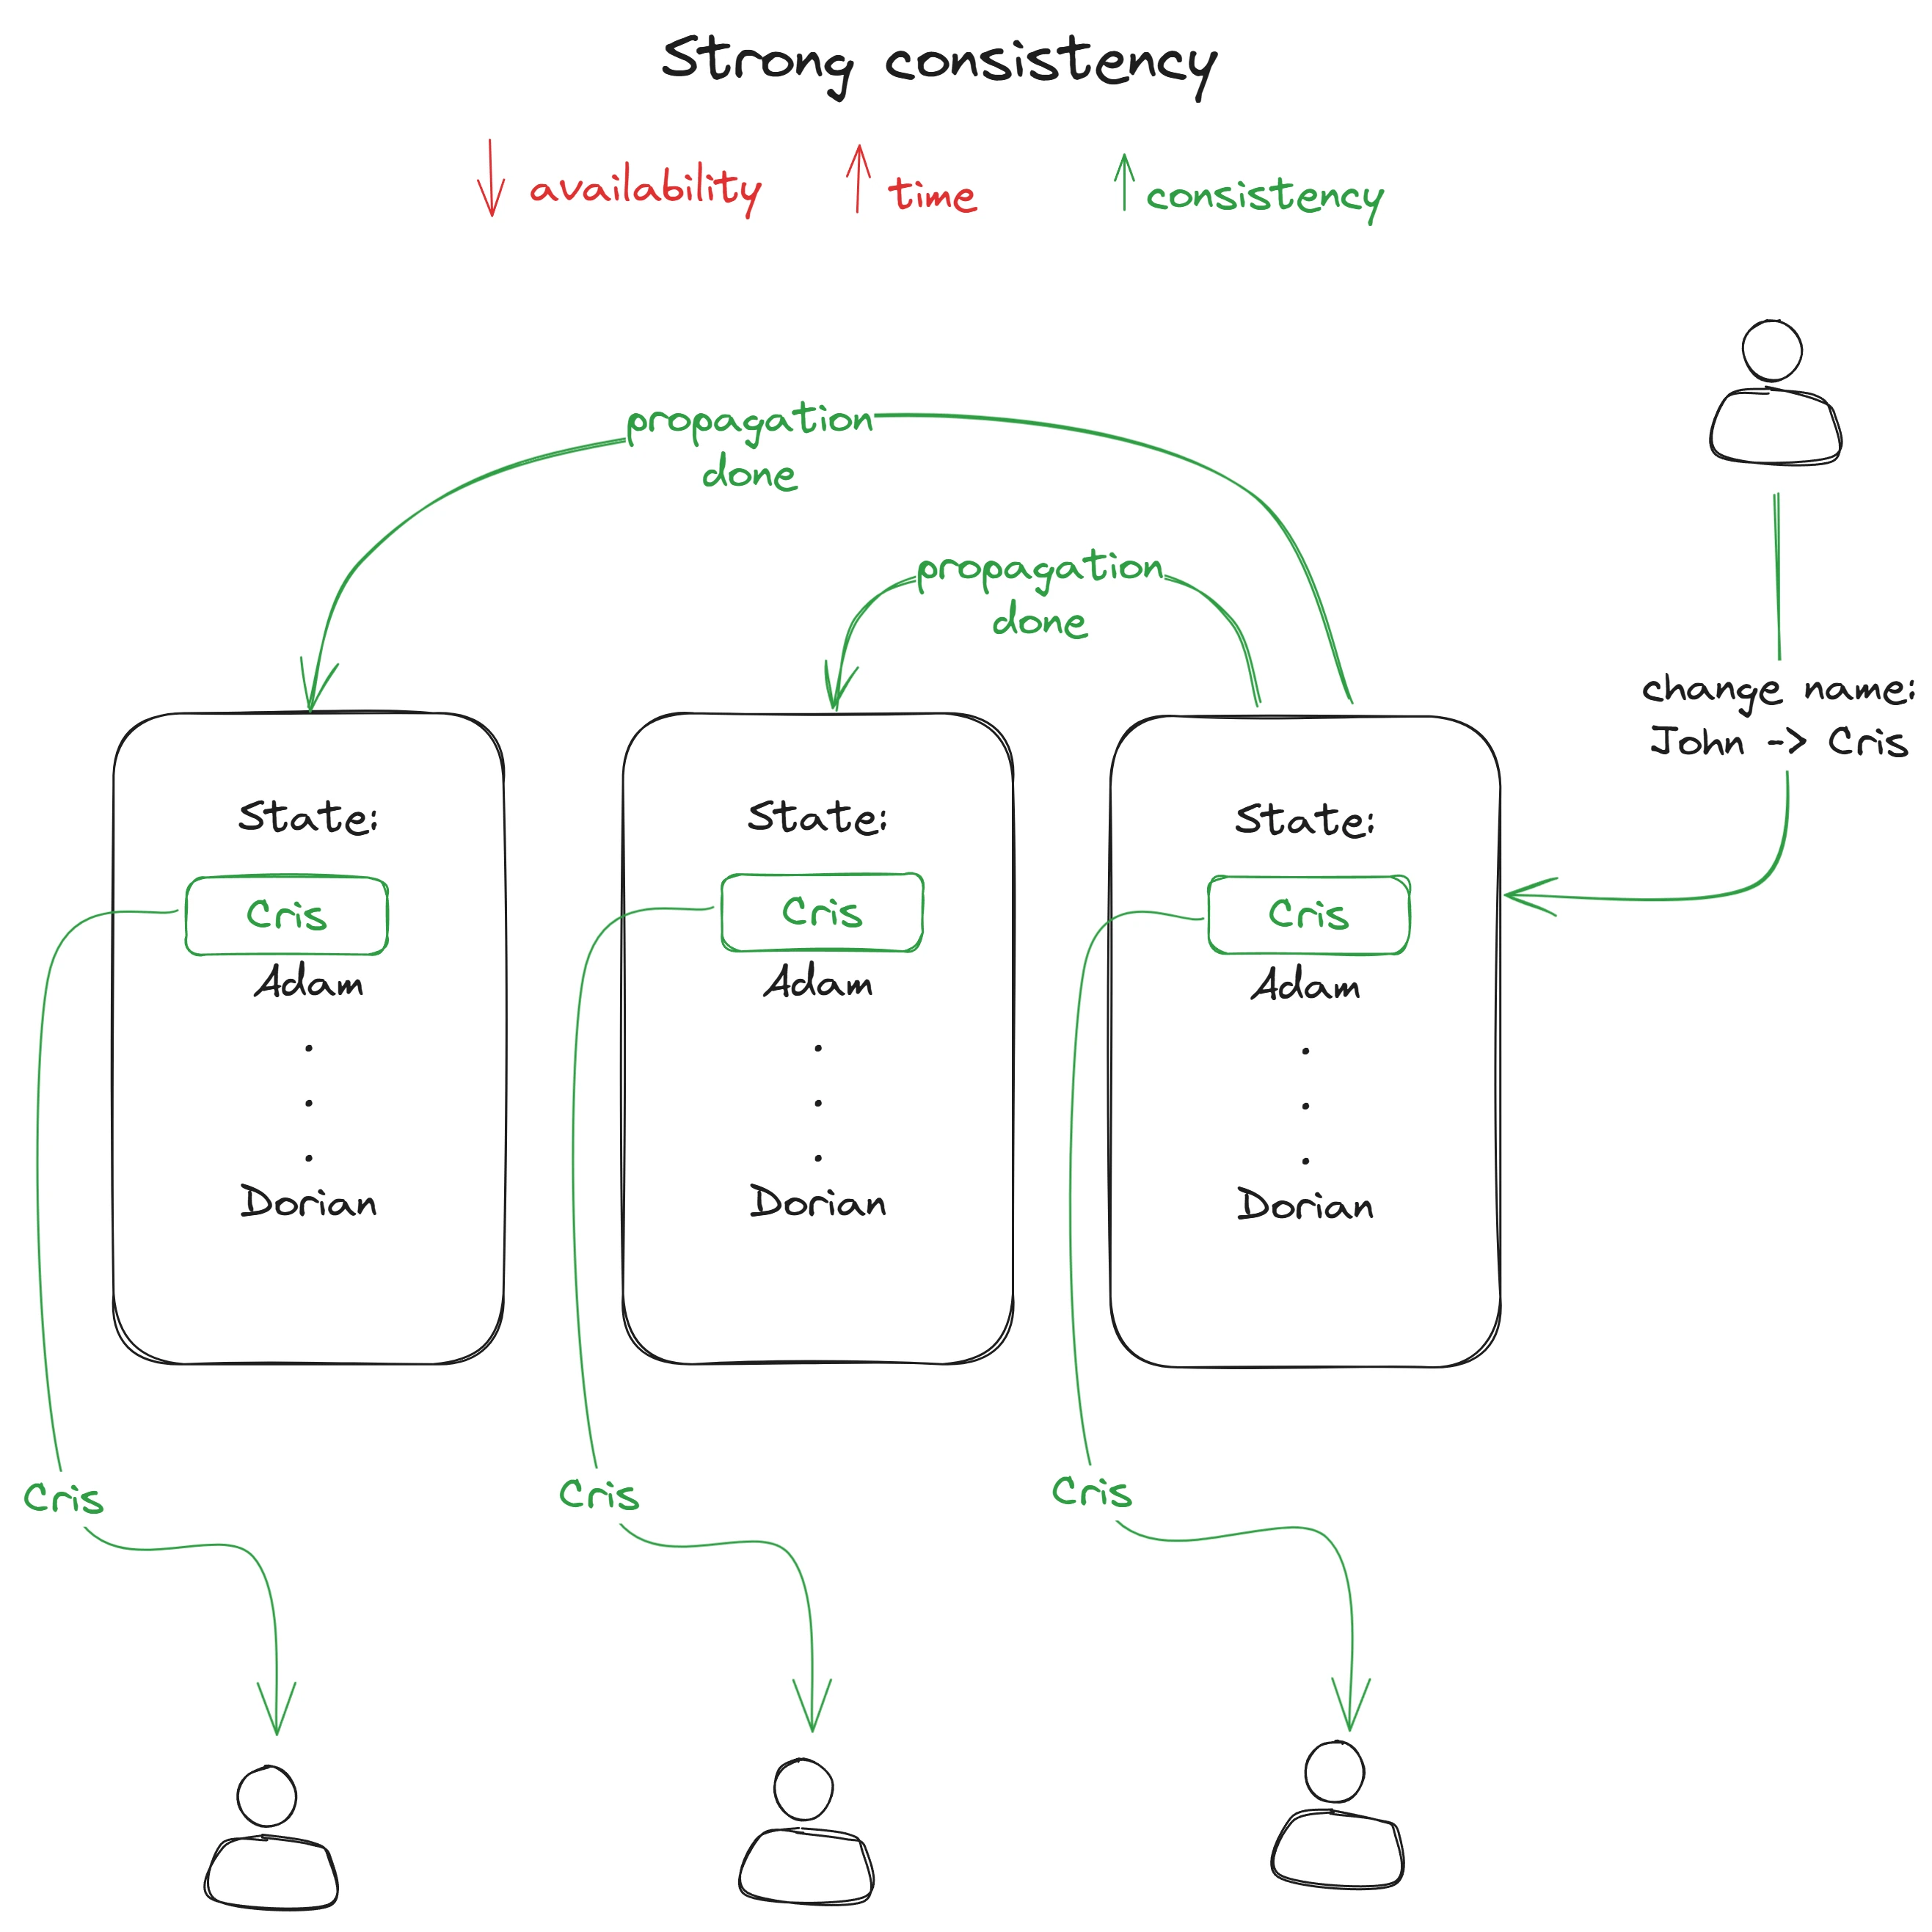 Strong consistency
availability
time
consistency
propagation
done
propagation
done
change name:
John -> Cris
State:
Cris
Adam
.
.
.
Dorian
State:
Cris
Adam
.
.
.
Dorian
State:
Cris
Adam
.
.
.
Dorian
Cris
Cris
Cris